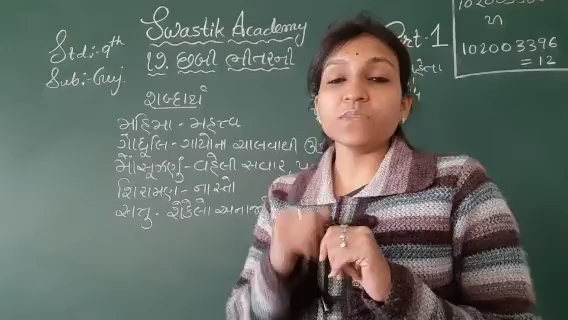 Swastik Academy
Part:1
Std:-9th
Sub:-Guj.
12. છબી ભીતરની
શબ્દાર્થ
મહિમા - મહત્ત્વ
ગોધૂલિ - ગાયોના ચાલવાથી
મોંસૂઝણું - વહેલી સવાર,
શિરામણ - નાસ્તો
સતુ - શેકેલા અનાજ
102003396
= 12